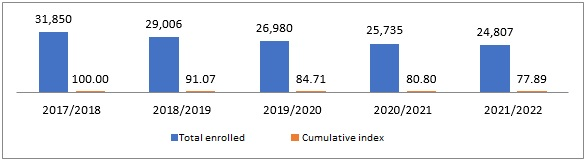 31,850 29,006 26,980 25,735 24,807
100.00 91.07 84.71 80.80 77.89
2017/2018 2018/2019 2019/2020 2020/2021 2021/2022
Total enrolled Cumulative index